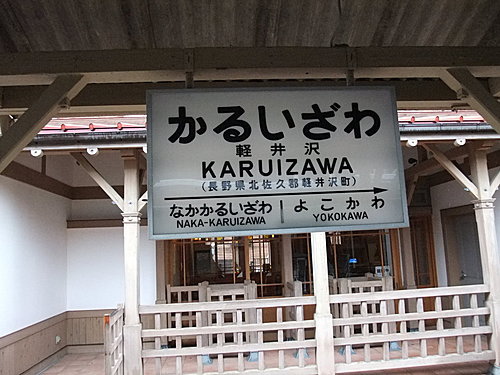 かるいざわ
軽井沢
KARUIZAWA
(長野県北佐久郡軽井沢町)
なかかるいざわ | よこかわ
NAKA-KARUIZAWA YOKOKAWA